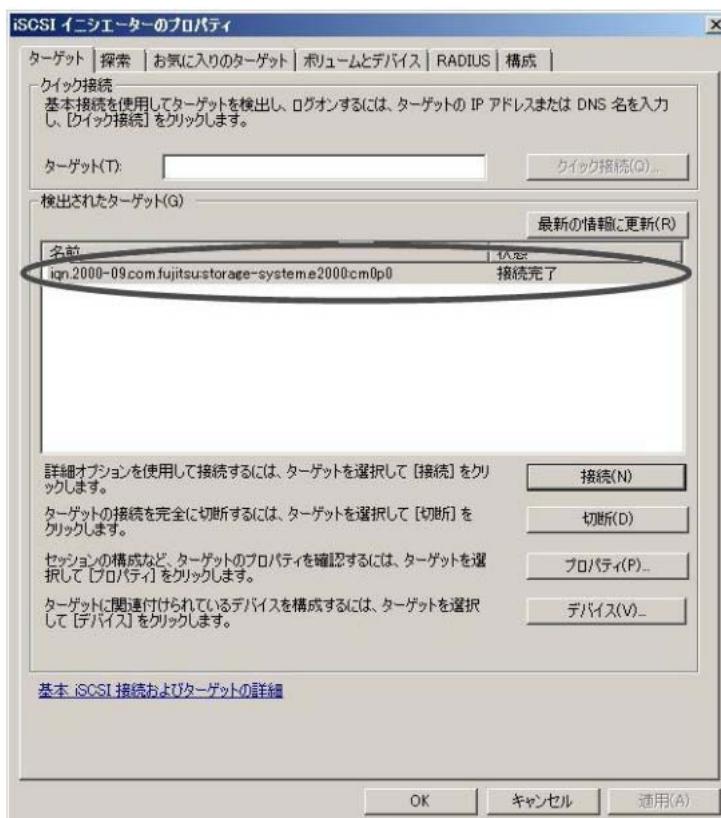 iSCSI イニシエーターのプロパティ
ターゲット 探索 お気に入りのターゲット ボリュームとデバイス RADIUS 構成
クイック接続
基本接続を使用してターゲットを検出し、ログオンするには、ターゲットの IP アドレスまたは DNS 名を入力
し、[クイック接続] をクリックします。
ターゲット(T):
クイック接続(Q)...
検出されたターゲット(G)
最新の情報に更新(R)
名前 状態
iqn.2000-09.com.fujitsu:storage-system.e2000:cm0p0 接続完了
詳細オプションを使用して接続するには、ターゲットを選択して [接続] をクリ
ックします。
接続(N)
ターゲットの接続を完全に切断するには、ターゲットを選択して [切断] を
クリックします。
切断(D)
セッションの構成など、ターゲットのプロパティを確認するには、ターゲットを選
択して [プロパティ] をクリックします。
プロパティ(P)...
ターゲットに関連付けられているデバイスを構成するには、ターゲットを選択
して [デバイス] をクリックします。
デバイス(V)...
基本 iSCSI 接続およびターゲットの詳細
OK キャンセル 適用(A)